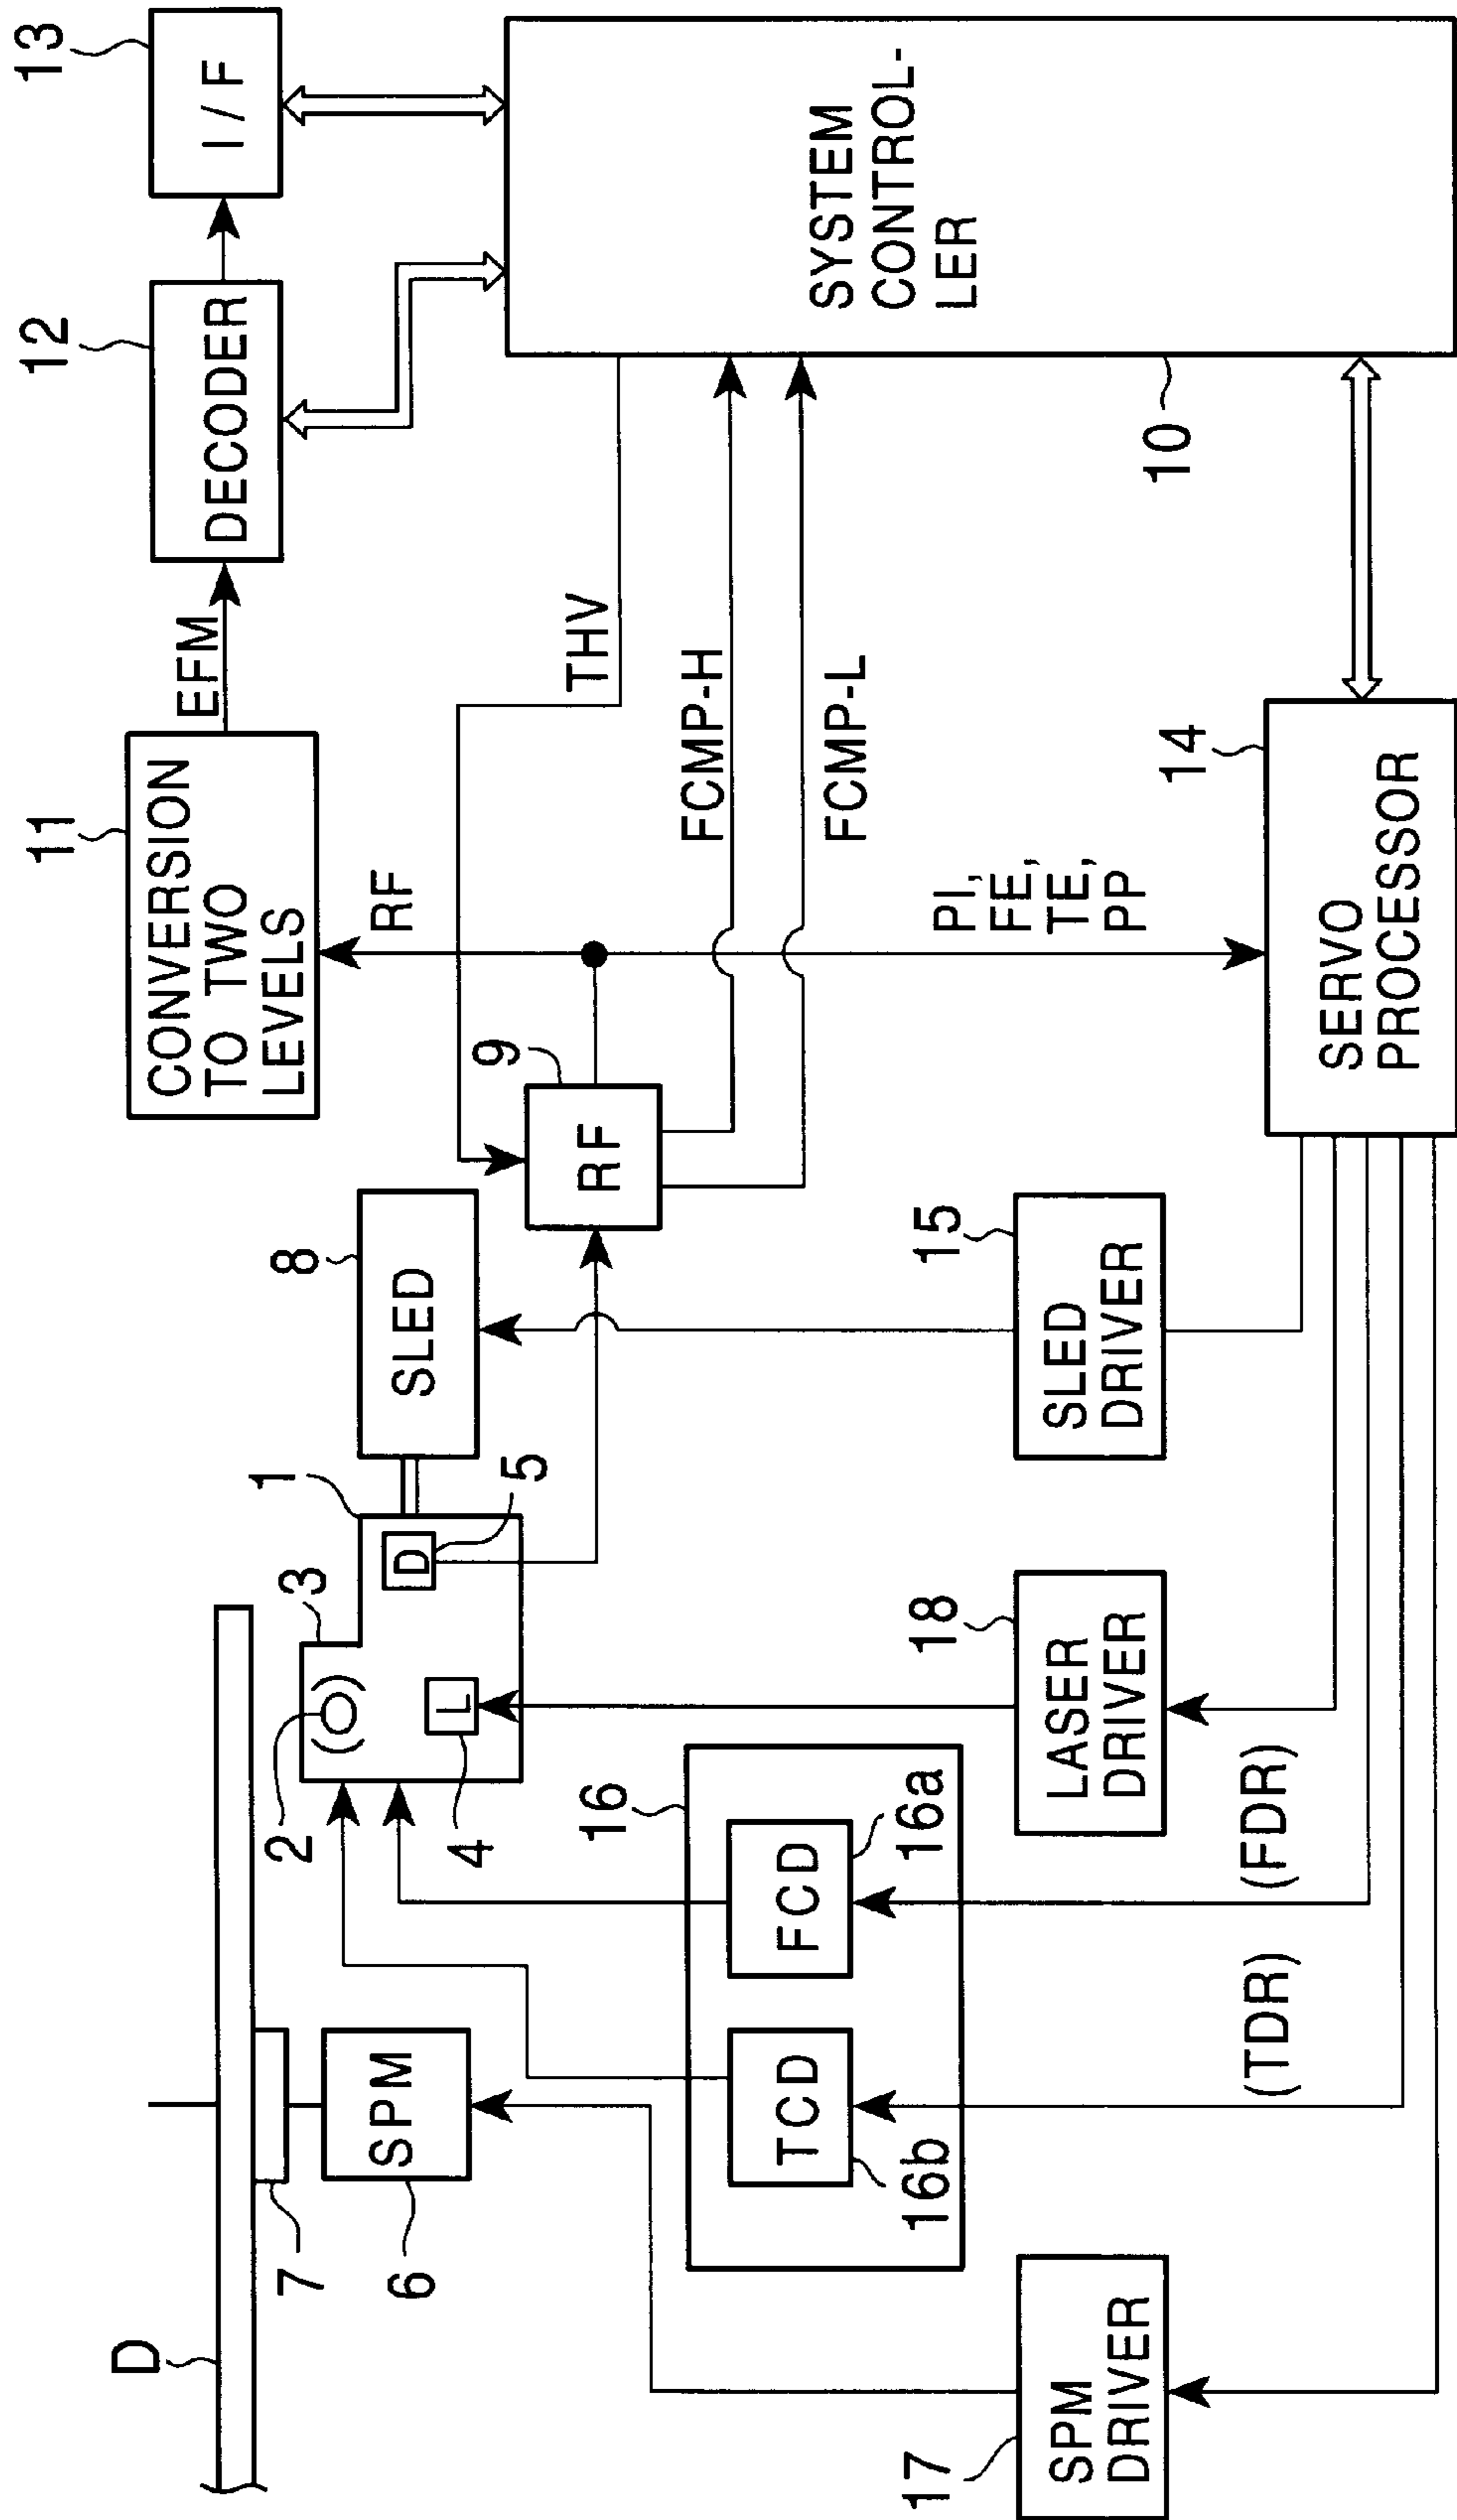 D
7
SPM
6
2
(O)
3
1
L
4
D
5
8
SLED
9
RF
11
CONVERSION
TO TWO
LEVELS
EFM
12
DECODER
13
I/F
RF
THV
FCMP-H
FCMP-L
SYSTEM
CONTROL-
LER
10
PI,
FE,
TE,
PP
14
SERVO
PROCESSOR
15
SLED
DRIVER
18
LASER
DRIVER
16
FCD
16a
TCD
16b
(FDR)
(TDR)
17
SPM
DRIVER